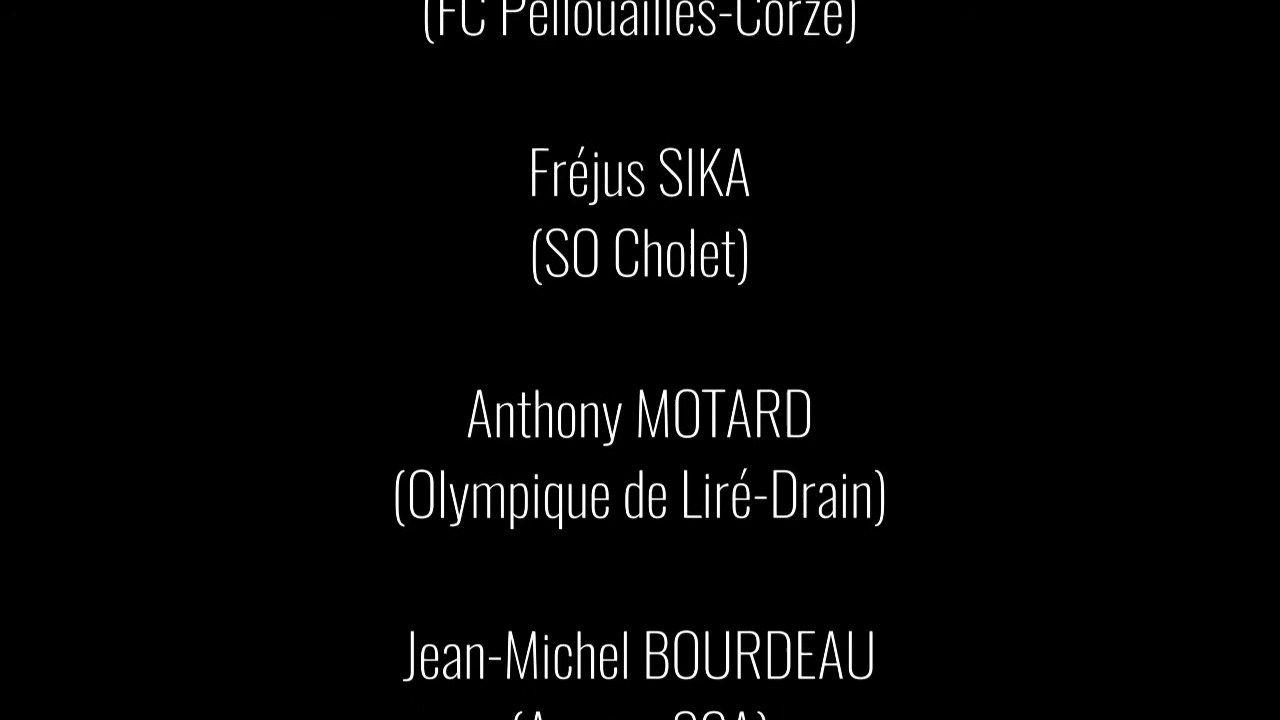 (FC Pellouailles-Corzé)
Fréjus SIKA
(SO Cholet)
Anthony MOTARD
(Olympique de Liré-Drain)
Jean-Michel BOURDEAU